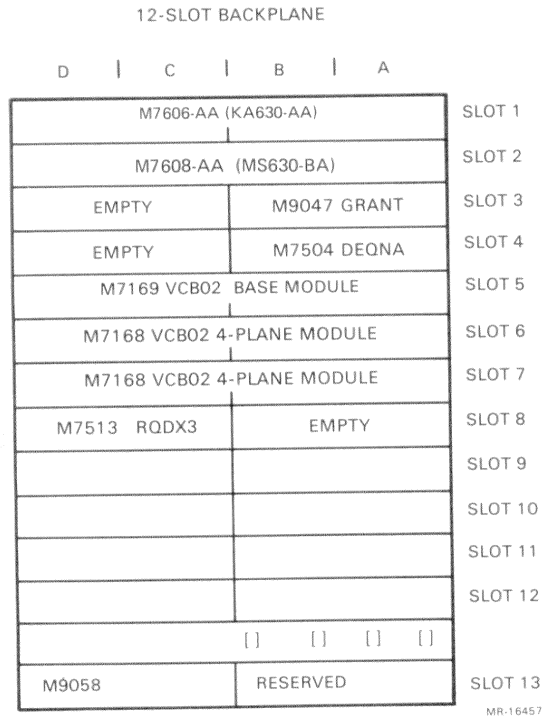 12-SLOT BACKPLANE
D | C | B | A
M7606-AA (KA630-AA) SLOT 1
M7608-AA (MS630-BA) SLOT 2
EMPTY M9047 GRANT SLOT 3
EMPTY M7504 DEQNA SLOT 4
M7169 VCB02 BASE MODULE SLOT 5
M7168 VCB02 4-PLANE MODULE SLOT 6
M7168 VCB02 4-PLANE MODULE SLOT 7
M7513 RQDX3 EMPTY SLOT 8
SLOT 9
SLOT 10
SLOT 11
SLOT 12
[ ] [ ] [ ] [ ]
M9058 RESERVED SLOT 13
MR-16457